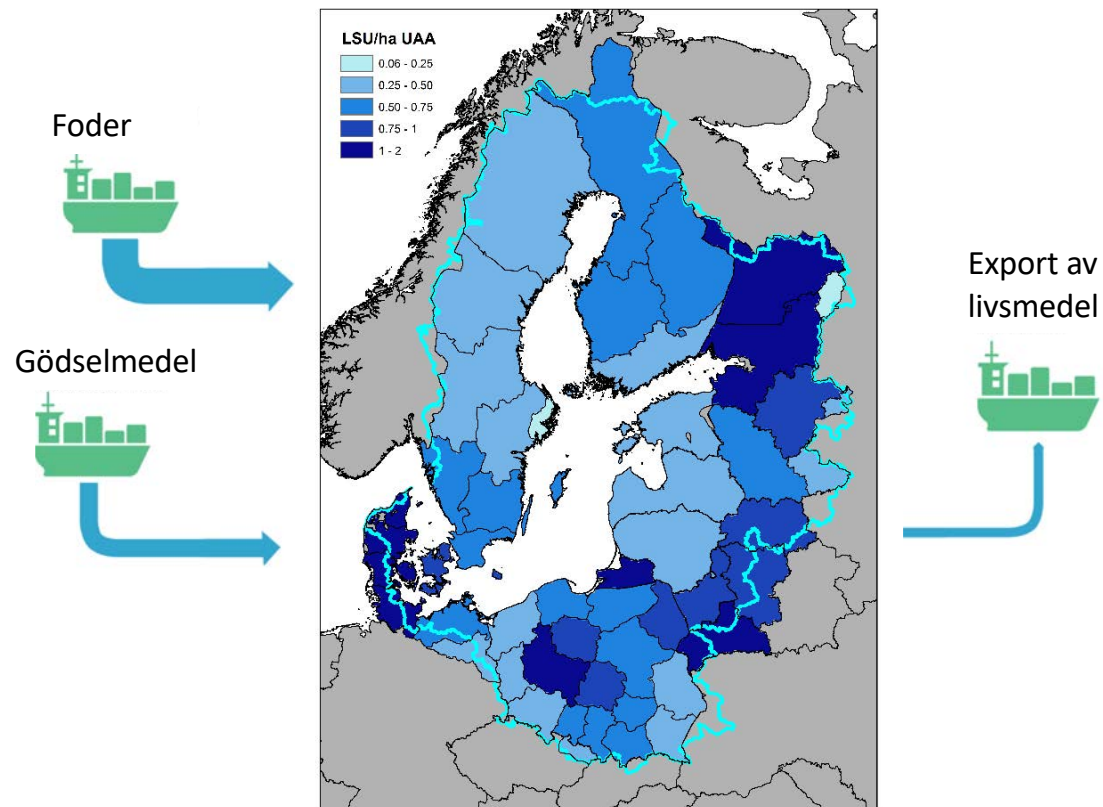 LSU/ha UAA
0.06 - 0.25
0.25 - 0.50
0.50 - 0.75
0.75 - 1
1 - 2
Foder
Gödselmedel
Export av
livsmedel